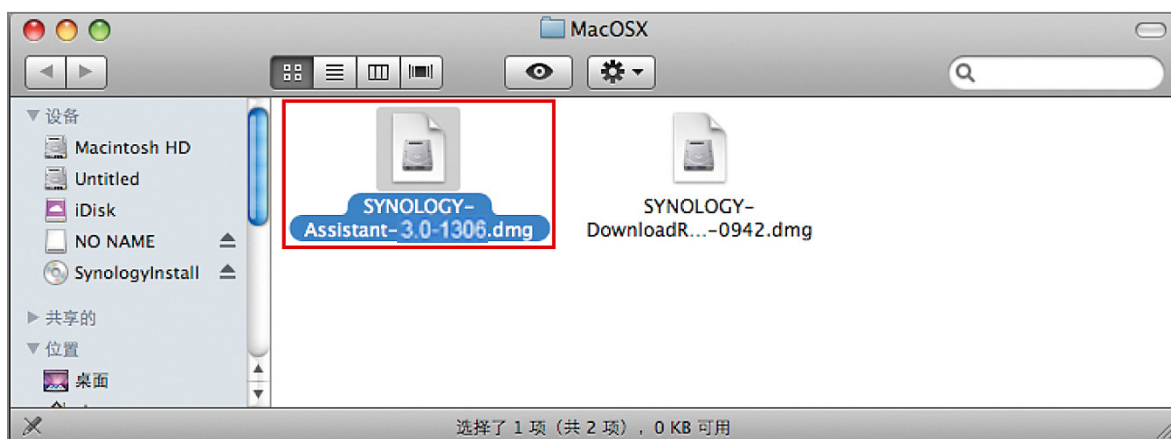 MacOSX
设备
Macintosh HD
Untitled
iDisk
NO NAME
SynologyInstall
共享的
位置
桌面
SYNOLOGY-
Assistant- 3.0-1306.dmg
SYNOLOGY-
DownloadR...-0942.dmg
选择了 1 项（共 2 项），0 KB 可用